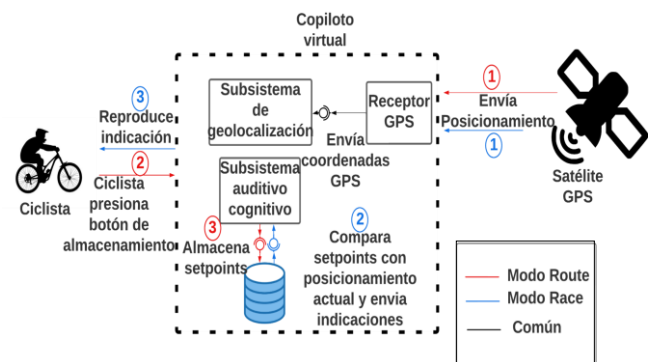 Copiloto
virtual
1
Envía
Posicionamiento
1
Satélite
GPS
Subsistema
de
geolocalización
Receptor
GPS
Envía
coordenadas
GPS
3
Reproduce
indicación
2
Ciclista
presiona
botón de
almacenamiento
Ciclista
Subsistema
auditivo
cognitivo
3
Almacena
setpoints
2
Compara
setpoints con
posicionamiento
actual y envia
indicaciones
Modo Route
Modo Race
Común